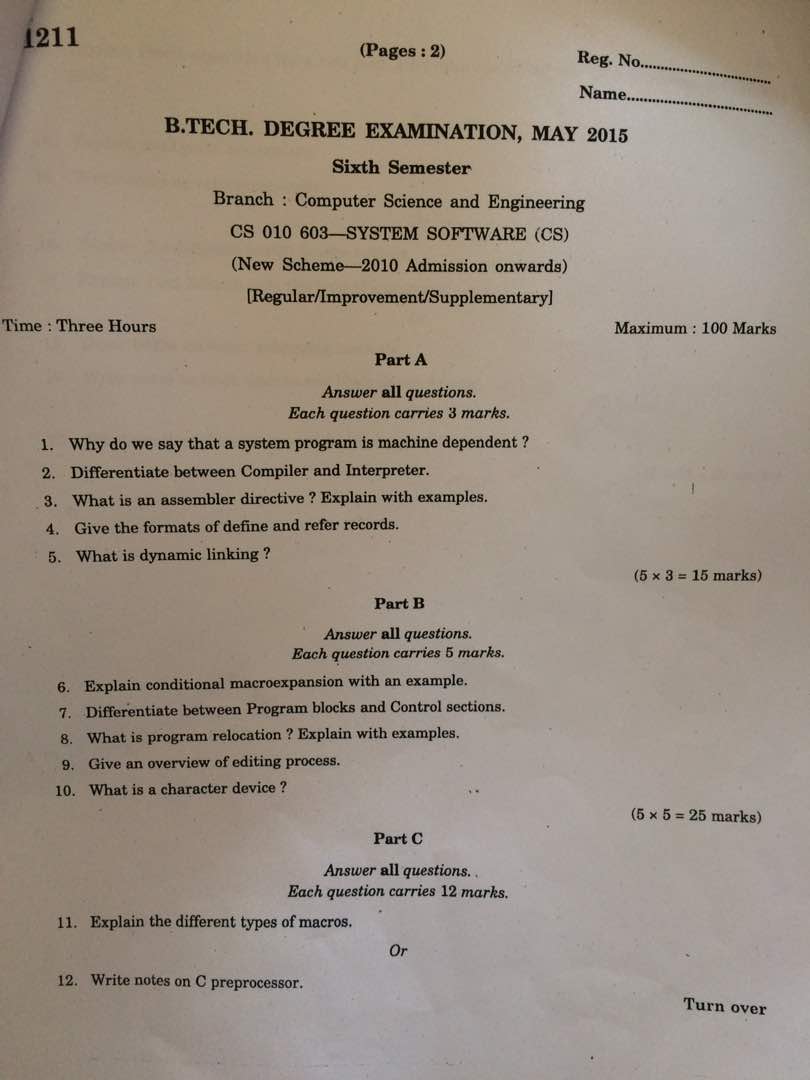 1211
(Pages : 2)
Reg. No..............................
Name..................................
B.TECH. DEGREE EXAMINATION, MAY 2015
Sixth Semester
Branch : Computer Science and Engineering
CS 010 603—SYSTEM SOFTWARE (CS)
(New Scheme—2010 Admission onwards)
[Regular/Improvement/Supplementary]
Time : Three Hours
Maximum : 100 Marks
Part A
Answer all questions.
Each question carries 3 marks.
1. Why do we say that a system program is machine dependent ?
2. Differentiate between Compiler and Interpreter.
3. What is an assembler directive ? Explain with examples.
4. Give the formats of define and refer records.
5. What is dynamic linking ?
(5 × 3 = 15 marks)
Part B
Answer all questions.
Each question carries 5 marks.
6. Explain conditional macroexpansion with an example.
7. Differentiate between Program blocks and Control sections.
8. What is program relocation ? Explain with examples.
9. Give an overview of editing process.
10. What is a character device ?
(5 × 5 = 25 marks)
Part C
Answer all questions.
Each question carries 12 marks.
11. Explain the different types of macros.
Or
12. Write notes on C preprocessor.
Turn over